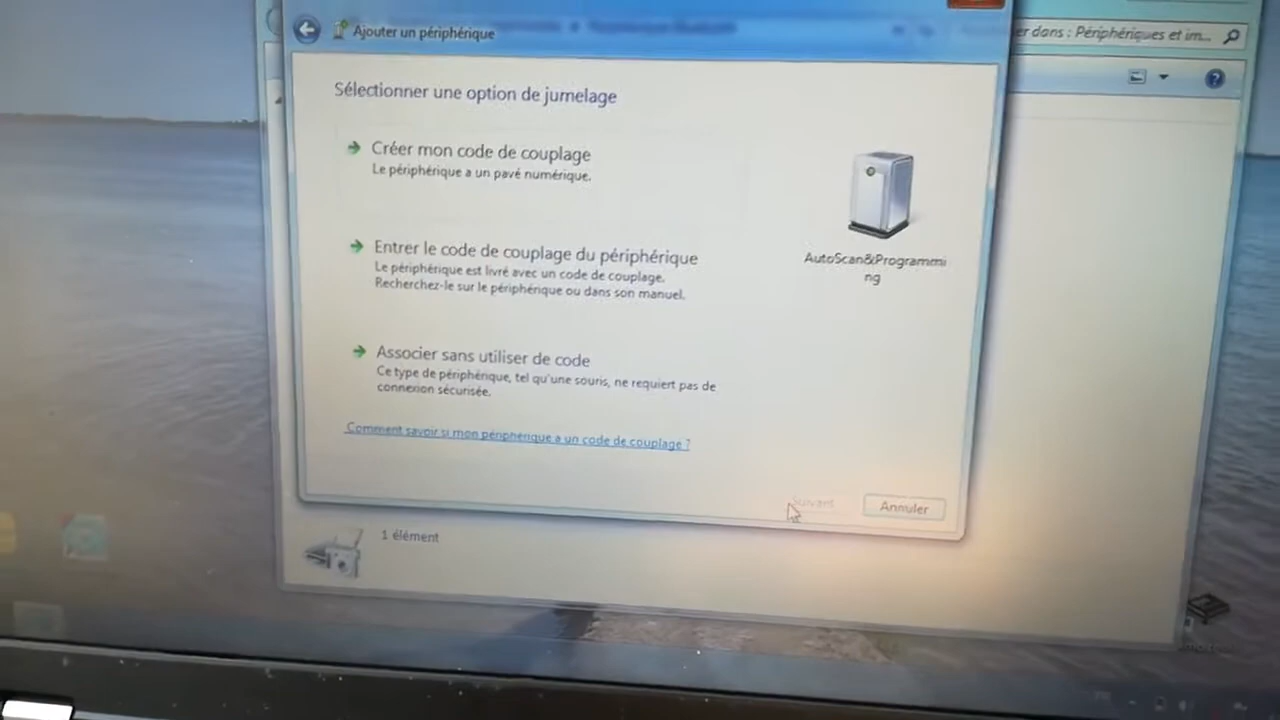 Ajouter un périphérique
er dans : Périphériques et im...
Sélectionner une option de jumelage
Créer mon code de couplage
Le périphérique a un pavé numérique.
Entrer le code de couplage du périphérique
Le périphérique est livré avec un code de couplage.
Recherchez-le sur le périphérique ou dans son manuel.
AutoScan&Programmi
ng
Associer sans utiliser de code
Ce type de périphérique, tel qu'une souris, ne requiert pas de
connexion sécurisée.
Comment savoir si mon périphérique a un code de couplage ?
Suivant
Annuler
1 élément